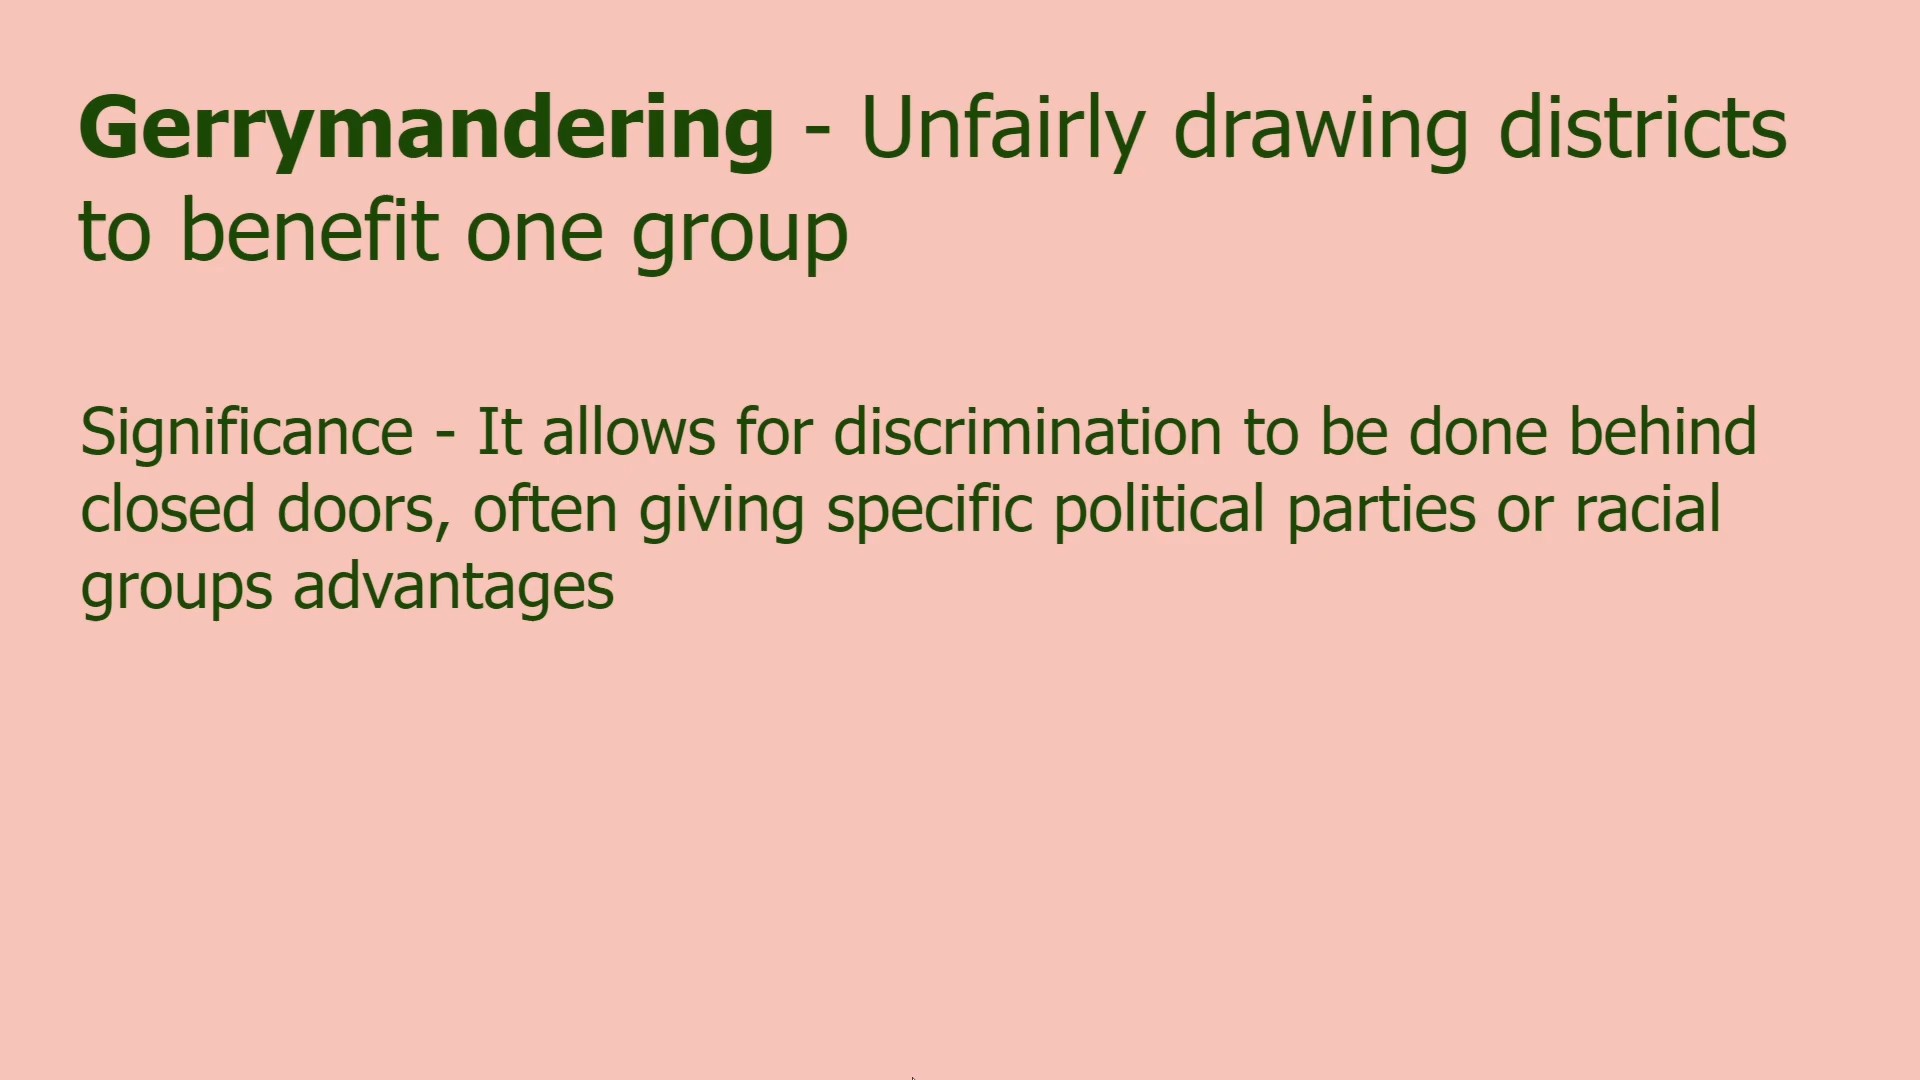 Gerrymandering - Unfairly drawing districts
to benefit one group
Significance - It allows for discrimination to be done behind
closed doors, often giving specific political parties or racial
groups advantages